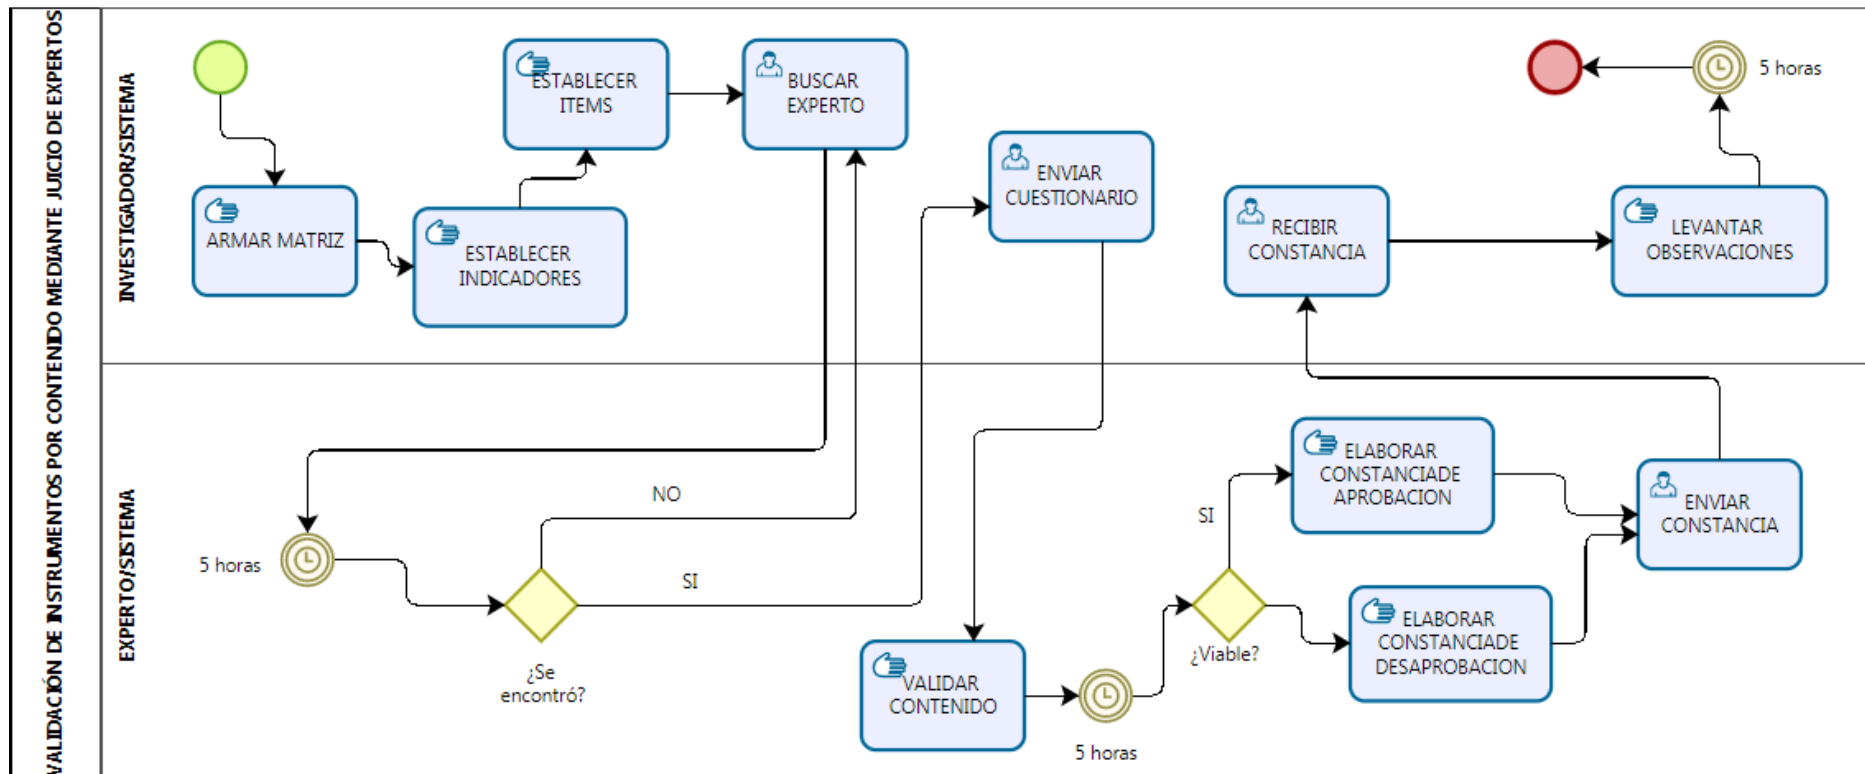 VALIDACIÓN DE INSTRUMENTOS POR CONTENIDO MEDIANTE JUICIO DE EXPERTOS
INVESTIGADOR/SISTEMA
ARMAR MATRIZ
ESTABLECER
INDICADORES
ESTABLECER
ITEMS
BUSCAR
EXPERTO
ENVIAR
CUESTIONARIO
RECIBIR
CONSTANCIA
LEVANTAR
OBSERVACIONES
5 horas
EXPERTO/SISTEMA
5 horas
¿Se
encontró?
NO
SI
VALIDAR
CONTENIDO
5 horas
¿Viable?
SI
ELABORAR
CONSTANCIADE
APROBACION
ELABORAR
CONSTANCIADE
DESAPROBACION
ENVIAR
CONSTANCIA